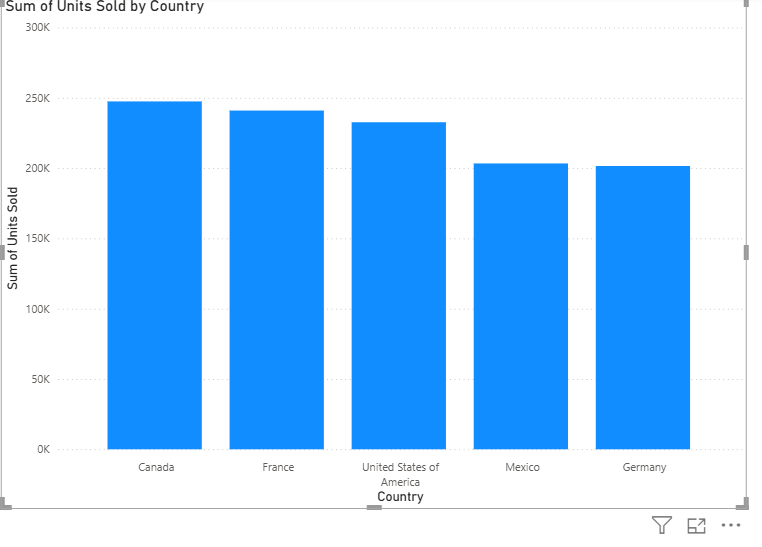 Sum of Units Sold by Country
300K
250K
200K
150K
100K
50K
0K
Sum of Units Sold
Canada
France
United States of
America
Mexico
Germany
Country